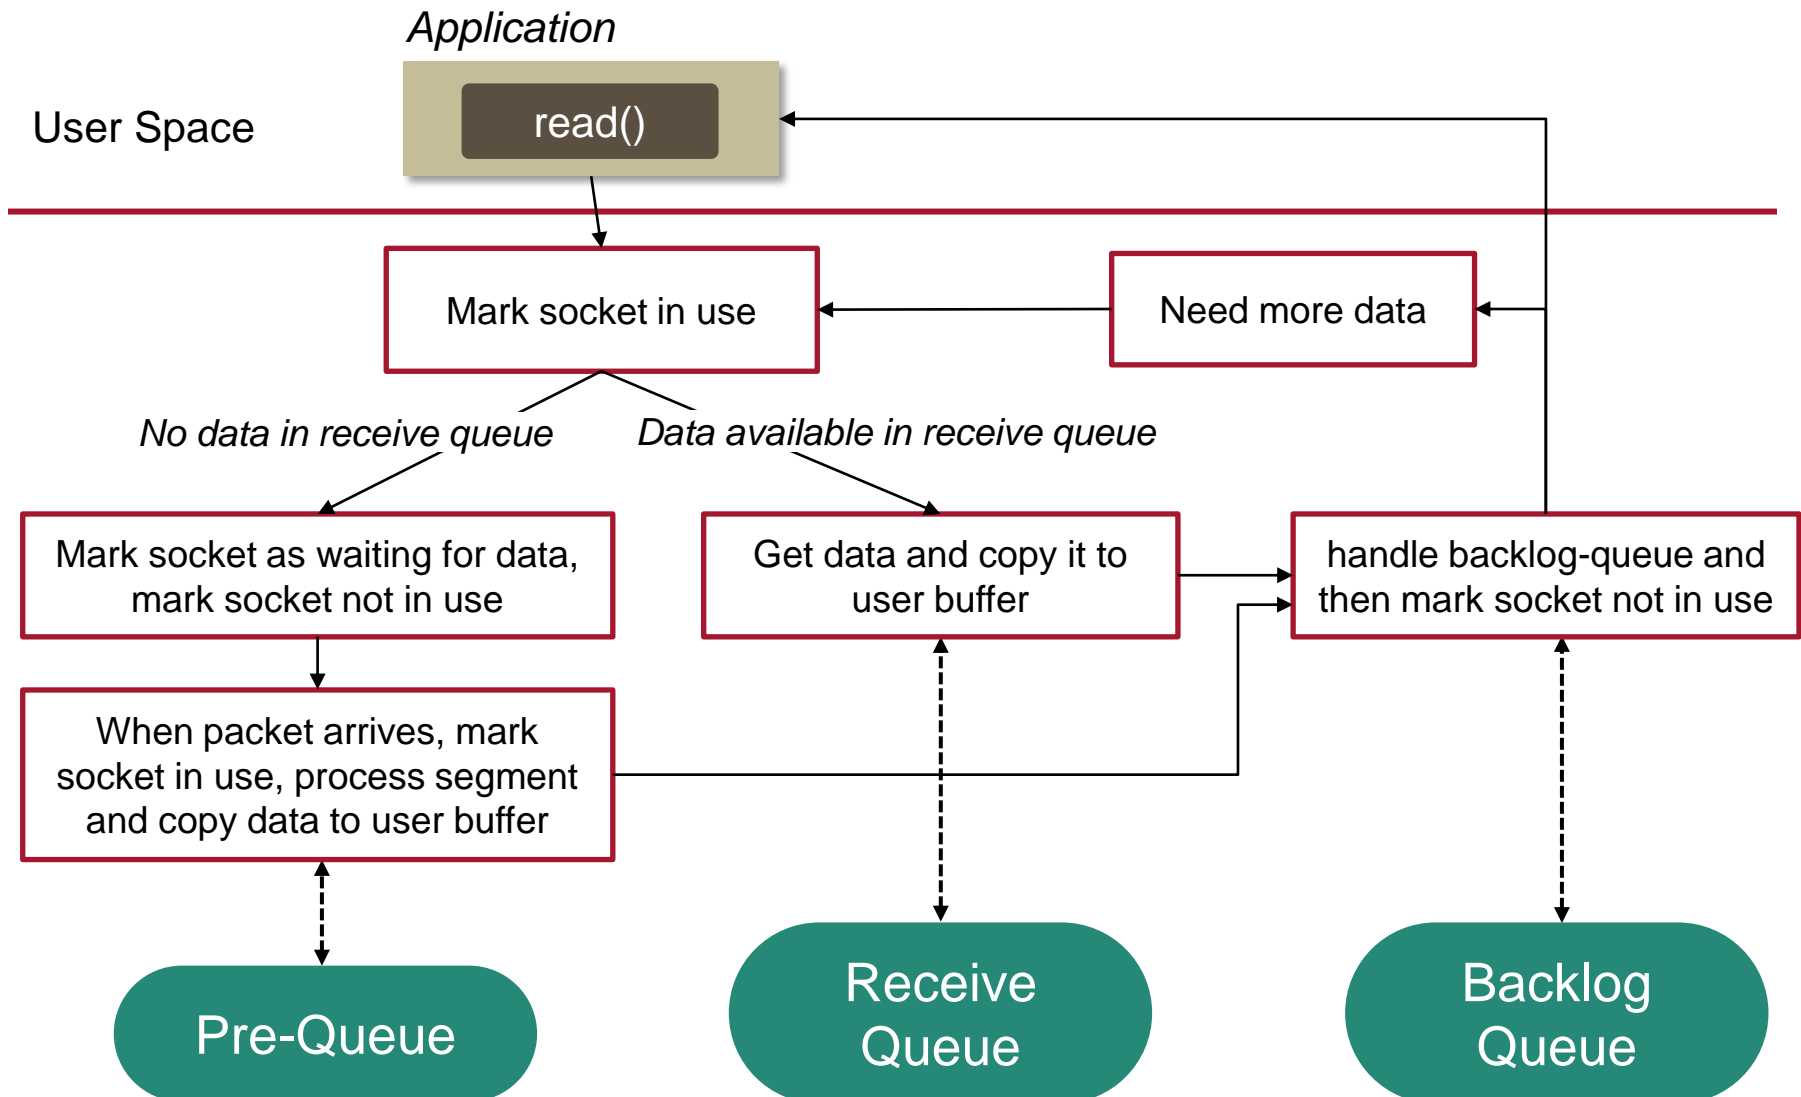 Application
User Space
read()
Mark socket in use
Need more data
No data in receive queue
Data available in receive queue
Mark socket as waiting for data,
mark socket not in use
Get data and copy it to
user buffer
handle backlog-queue and
then mark socket not in use
When packet arrives, mark
socket in use, process segment
and copy data to user buffer
Pre-Queue
Receive
Queue
Backlog
Queue